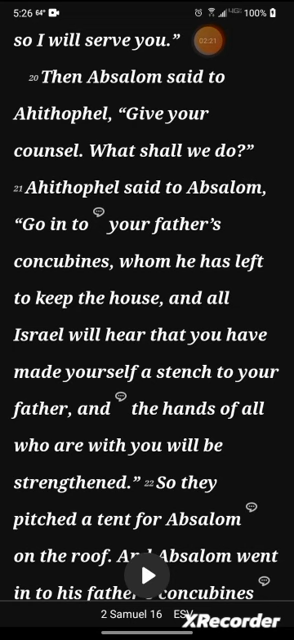 5:26 64° 100%
so I will serve you.” 02:31
20 Then Absalom said to
Ahithophel, “Give your
counsel. What shall we do?”
21 Ahithophel said to Absalom,
“Go in to your father’s
concubines, whom he has left
to keep the house, and all
Israel will hear that you have
made yourself a stench to your
father, and the hands of all
who are with you will be
strengthened.” 22 So they
pitched a tent for Absalom
on the roof. And Absalom went
in to his father’s concubines
2 Samuel 16 ESV
XRecorder